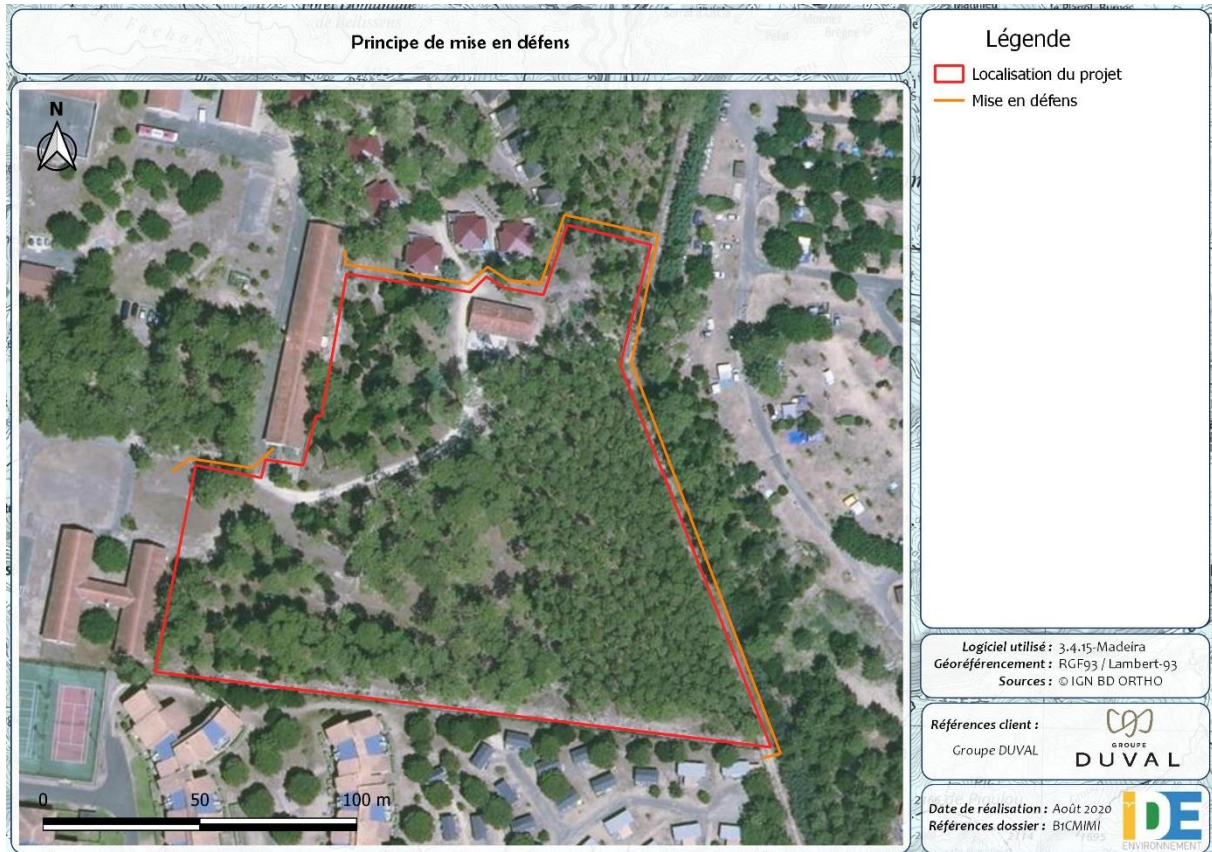 Principe de mise en défens
N
0 50 100 m
Légende
Localisation du projet
Mise en défens
Logiciel utilisé : 3.4.15-Madeira
Géoréférencement : RGF93 / Lambert-93
Sources : © IGN BD ORTHO
Références client :
Groupe DUVAL
GROUPE
DUVAL
Date de réalisation : Août 2020
Références dossier : B1CMIMI
IDE
ENVIRONNEMENT